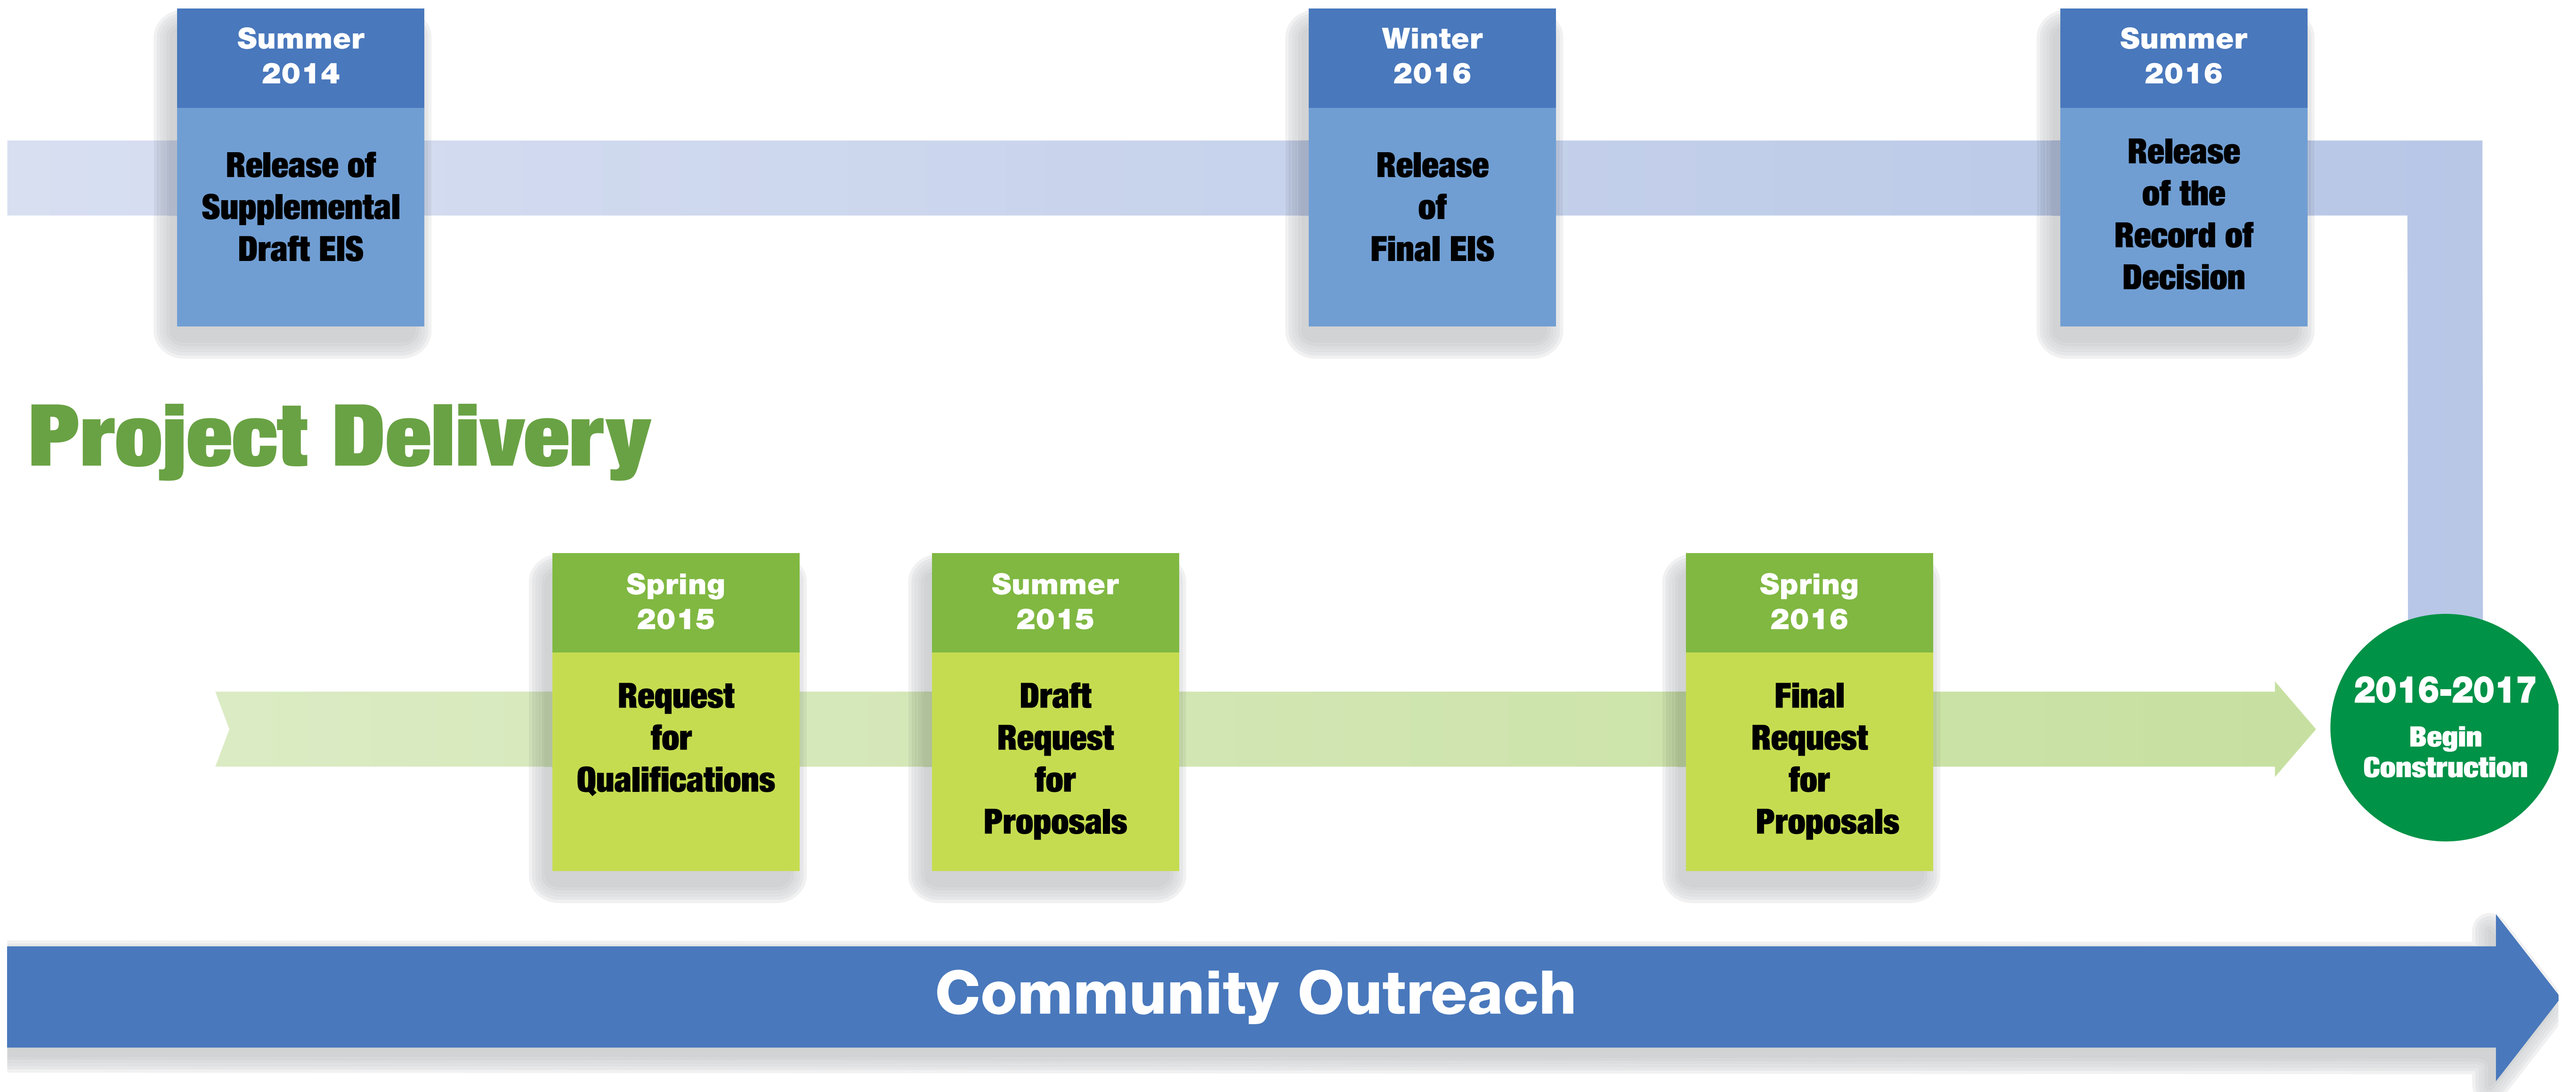 Summer
2014
Release of
Supplemental
Draft EIS
Winter
2016
Release
of
Final EIS
Summer
2016
Release
of the
Record of
Decision
Project Delivery
Spring
2015
Request
for
Qualifications
Summer
2015
Draft
Request
for
Proposals
Spring
2016
Final
Request
for
Proposals
2016-2017
Begin
Construction
Community Outreach